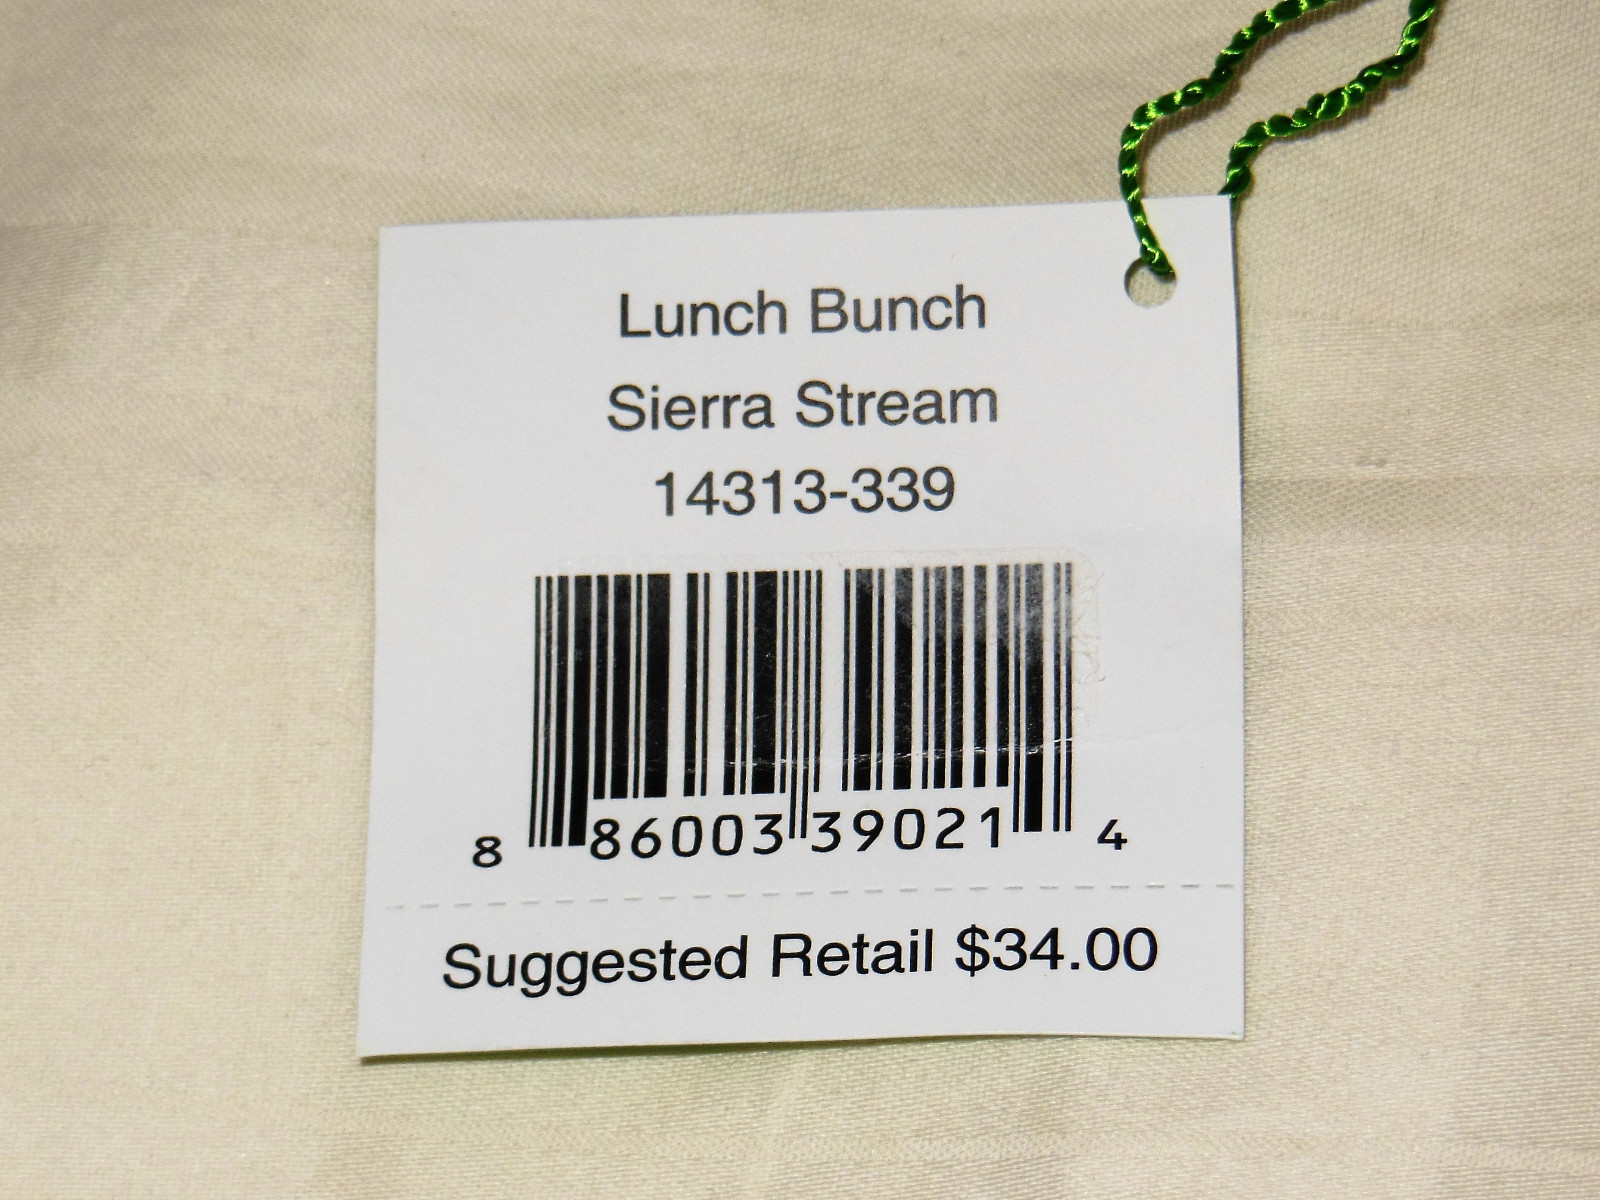 Lunch Bunch
Sierra Stream
14313-339
8 86003 39021 4
Suggested Retail $34.00